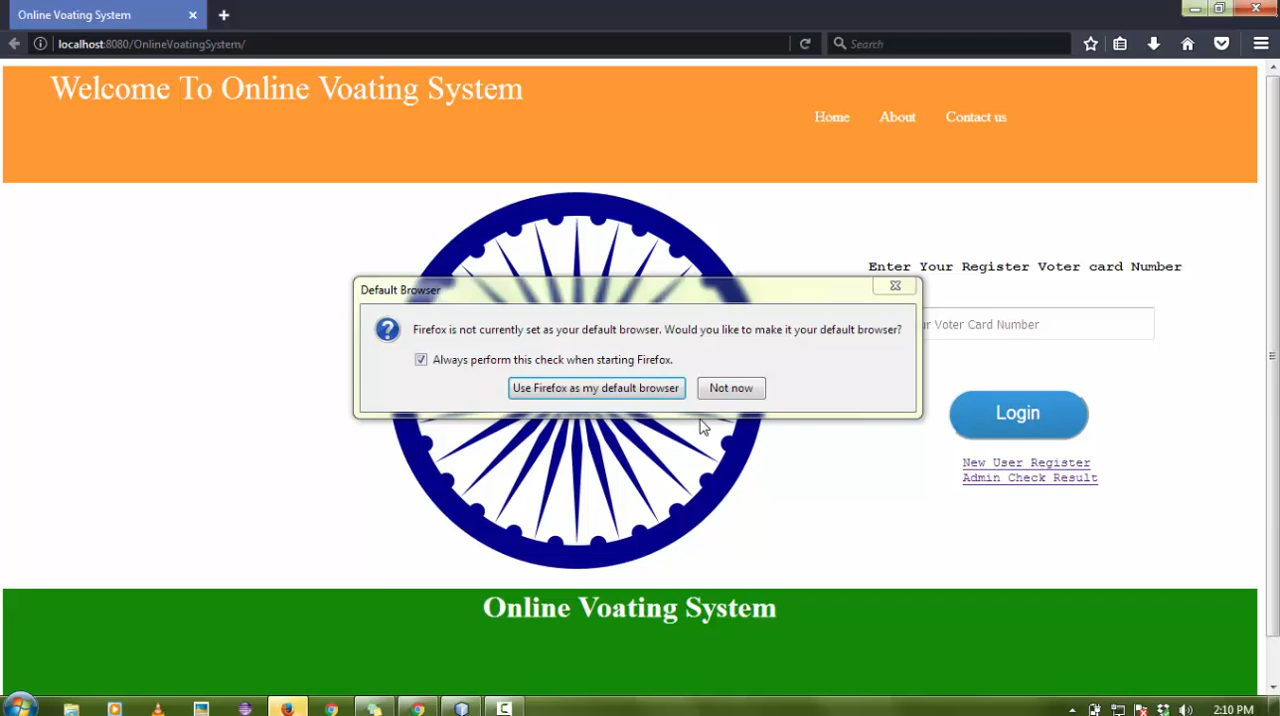 Online Voating System
localhost:8080/OnlineVoatingSystem/
Search
Welcome To Online Voating System
Home About Contact us
Enter Your Register Voter card Number
Default Browser
Firefox is not currently set as your default browser. Would you like to make it your default browser?
Voter Card Number
Always perform this check when starting Firefox.
Use Firefox as my default browser Not now
Login
New User Register
Admin Check Result
Online Voating System
2:10 PM